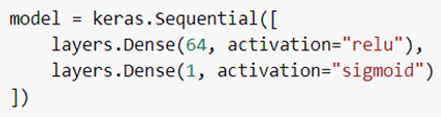 model = keras.Sequential([
    layers.Dense(64, activation="relu"),
    layers.Dense(1, activation="sigmoid")
])